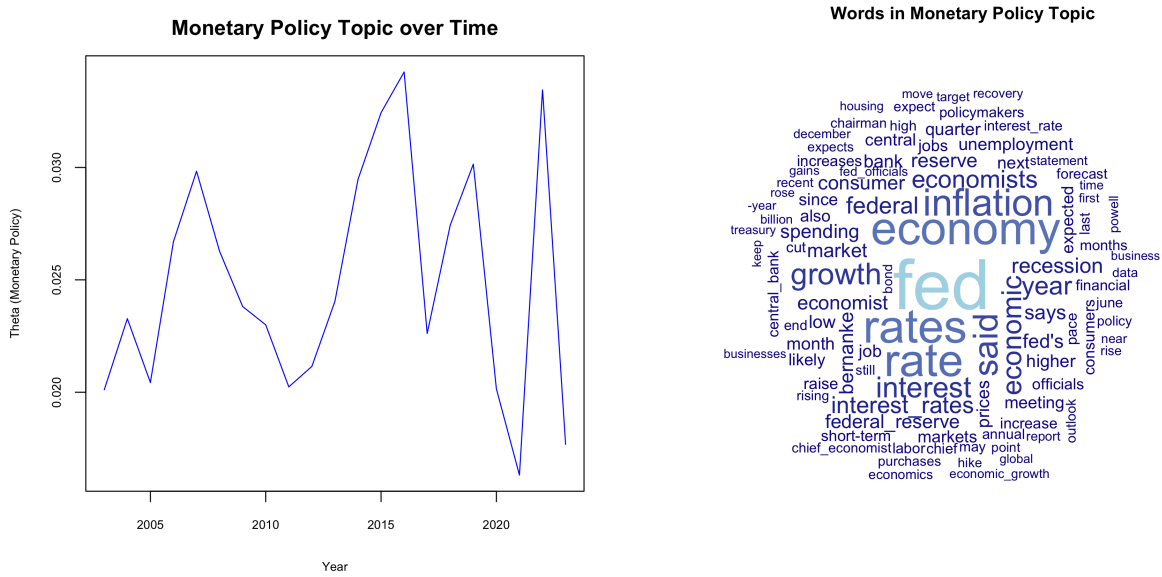 Monetary Policy Topic over Time
Theta (Monetary Policy)
0.030
0.025
0.020
2005 2010 2015 2020
Year
Words in Monetary Policy Topic
move target recovery
housing expect policymakers
chairman high quarter interest_rate
december central jobs unemployment
expects
increases bank reserve next statement
gains fed_officials
recent consumer economists forecast
rose time
since federal inflation expected first
-year also last powell
billion
treasury spending economy
keep cut market months
business
central_bank growth bond fed recession data
year financial
economist economic june
end low rates said says pace consumers policy
month bernanke fed's near
businesses job rise
likely rate higher
still
raise interest officials
rising
interest_rates prices meeting
federal_reserve increase outlook
short-term markets annual report
chief_economist labor chief may point
purchases hike global
economics economic_growth